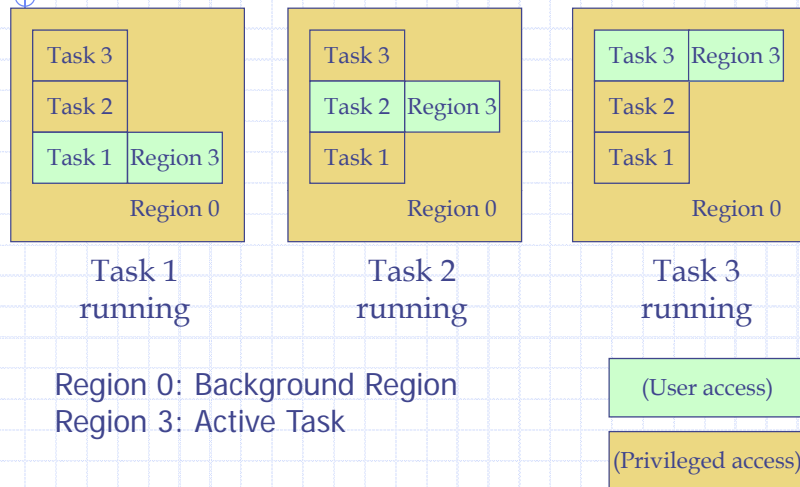 Task 3
Task 2
Task 1 Region 3
Region 0
Task 1
running
Task 3
Task 2 Region 3
Task 1
Region 0
Task 2
running
Task 3 Region 3
Task 2
Task 1
Region 0
Task 3
running
Region 0: Background Region
Region 3: Active Task
(User access)
(Privileged access)